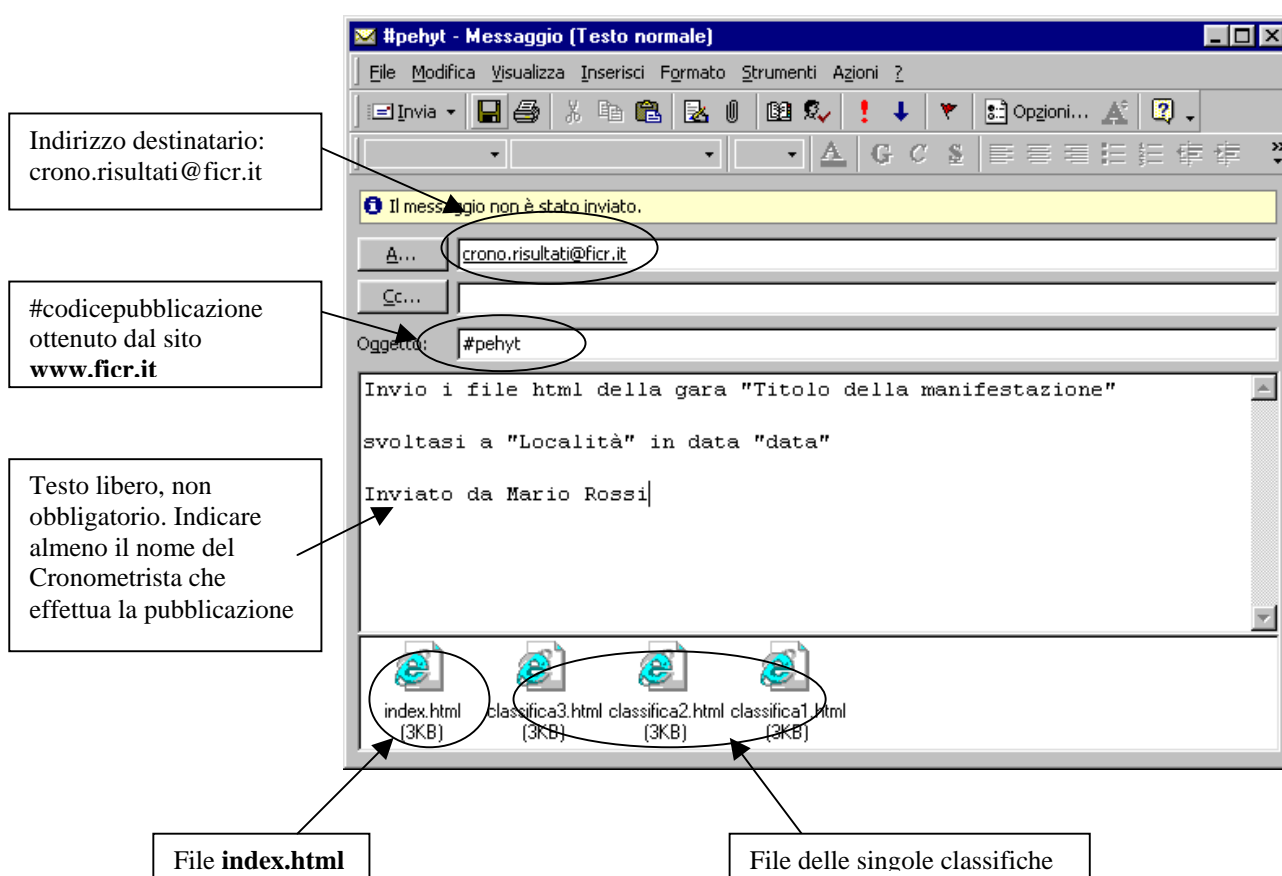 #pehyt - Messaggio (Testo normale)
File Modifica Visualizza Inserisci Formato Strumenti Azioni ?
Invia Opzioni...
A G C S
Indirizzo destinatario:
crono.risultati@ficr.it
Il messaggio non è stato inviato.
A... crono.risultati@ficr.it
Cc...
#codicepubblicazione
ottenuto dal sito
www.ficr.it
Oggetto: #pehyt
Invio i file html della gara "Titolo della manifestazione"
svoltasi a "Località" in data "data"
Inviato da Mario Rossi
Testo libero, non
obbligatorio. Indicare
almeno il nome del
Cronometrista che
effettua la pubblicazione
index.html classifica3.html classifica2.html classifica1.html
(3KB) (3KB) (3KB) (3KB)
File index.html
File delle singole classifiche